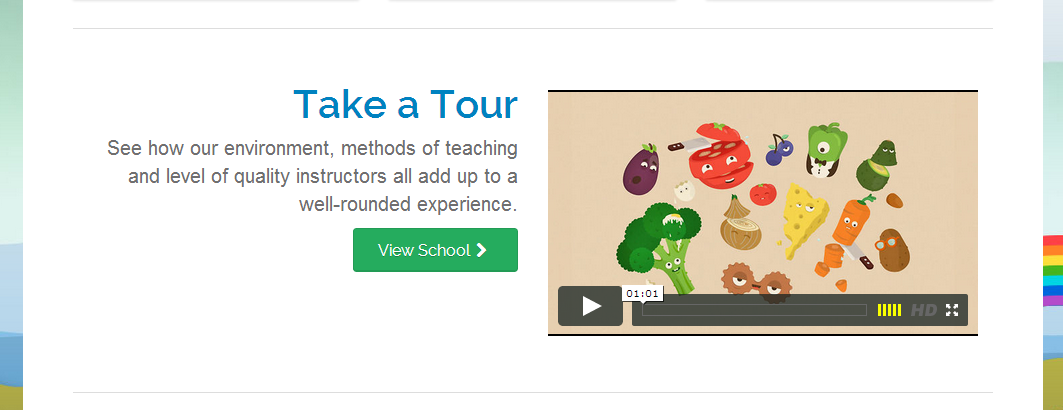 Take a Tour
See how our environment, methods of teaching
and level of quality instructors all add up to a
well-rounded experience.
View School
01:01
HD